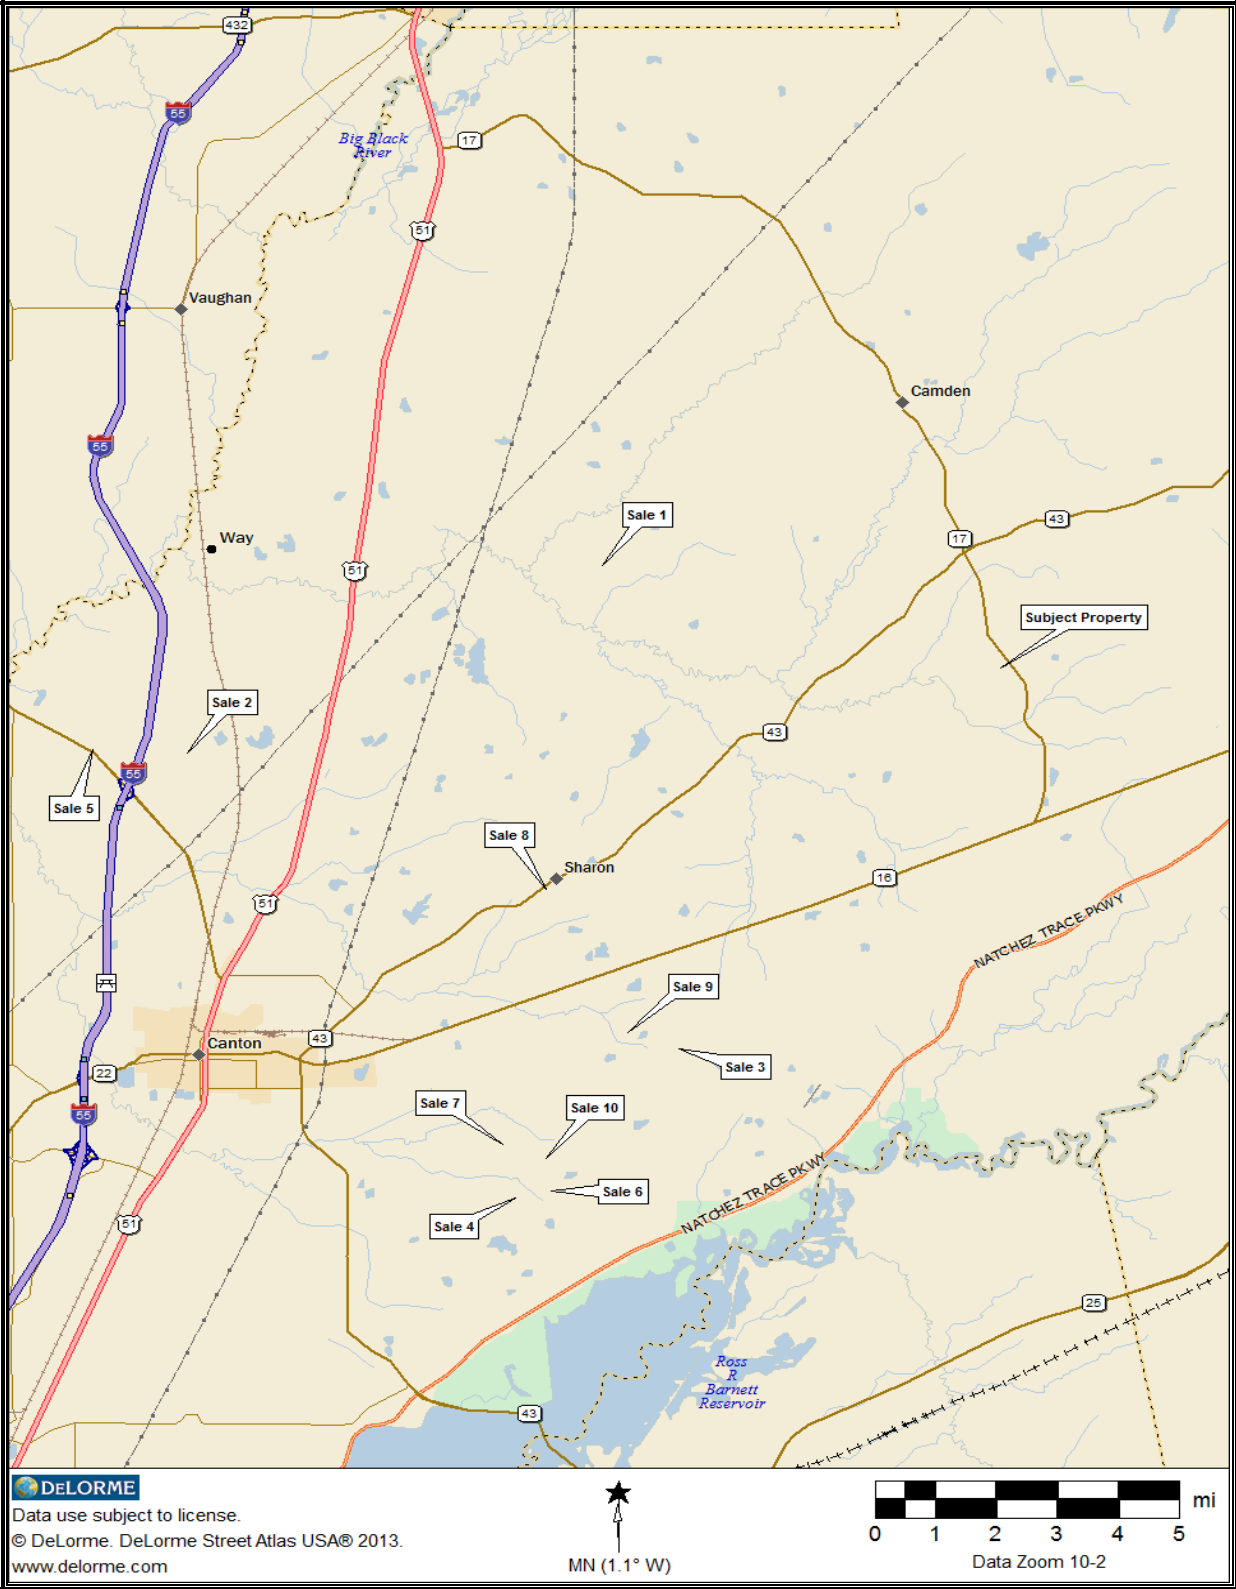 432
55
Big Black
River
17
51
Vaughan
Camden
55
Sale 1
43
Way
17
51
Subject Property
Sale 2
43
55
Sale 5
Sale 8
Sharon
16
51
NATCHEZ TRACE PKWY
Sale 9
43
Canton
22
Sale 3
Sale 7
Sale 10
55
NATCHEZ TRACE PKWY
Sale 6
Sale 4
51
25
Ross
R
Barnett
Reservoir
43
DELORME
Data use subject to license.
© DeLorme. DeLorme Street Atlas USA® 2013.
www.delorme.com
MN (1.1° W)
mi
0 1 2 3 4 5
Data Zoom 10-2